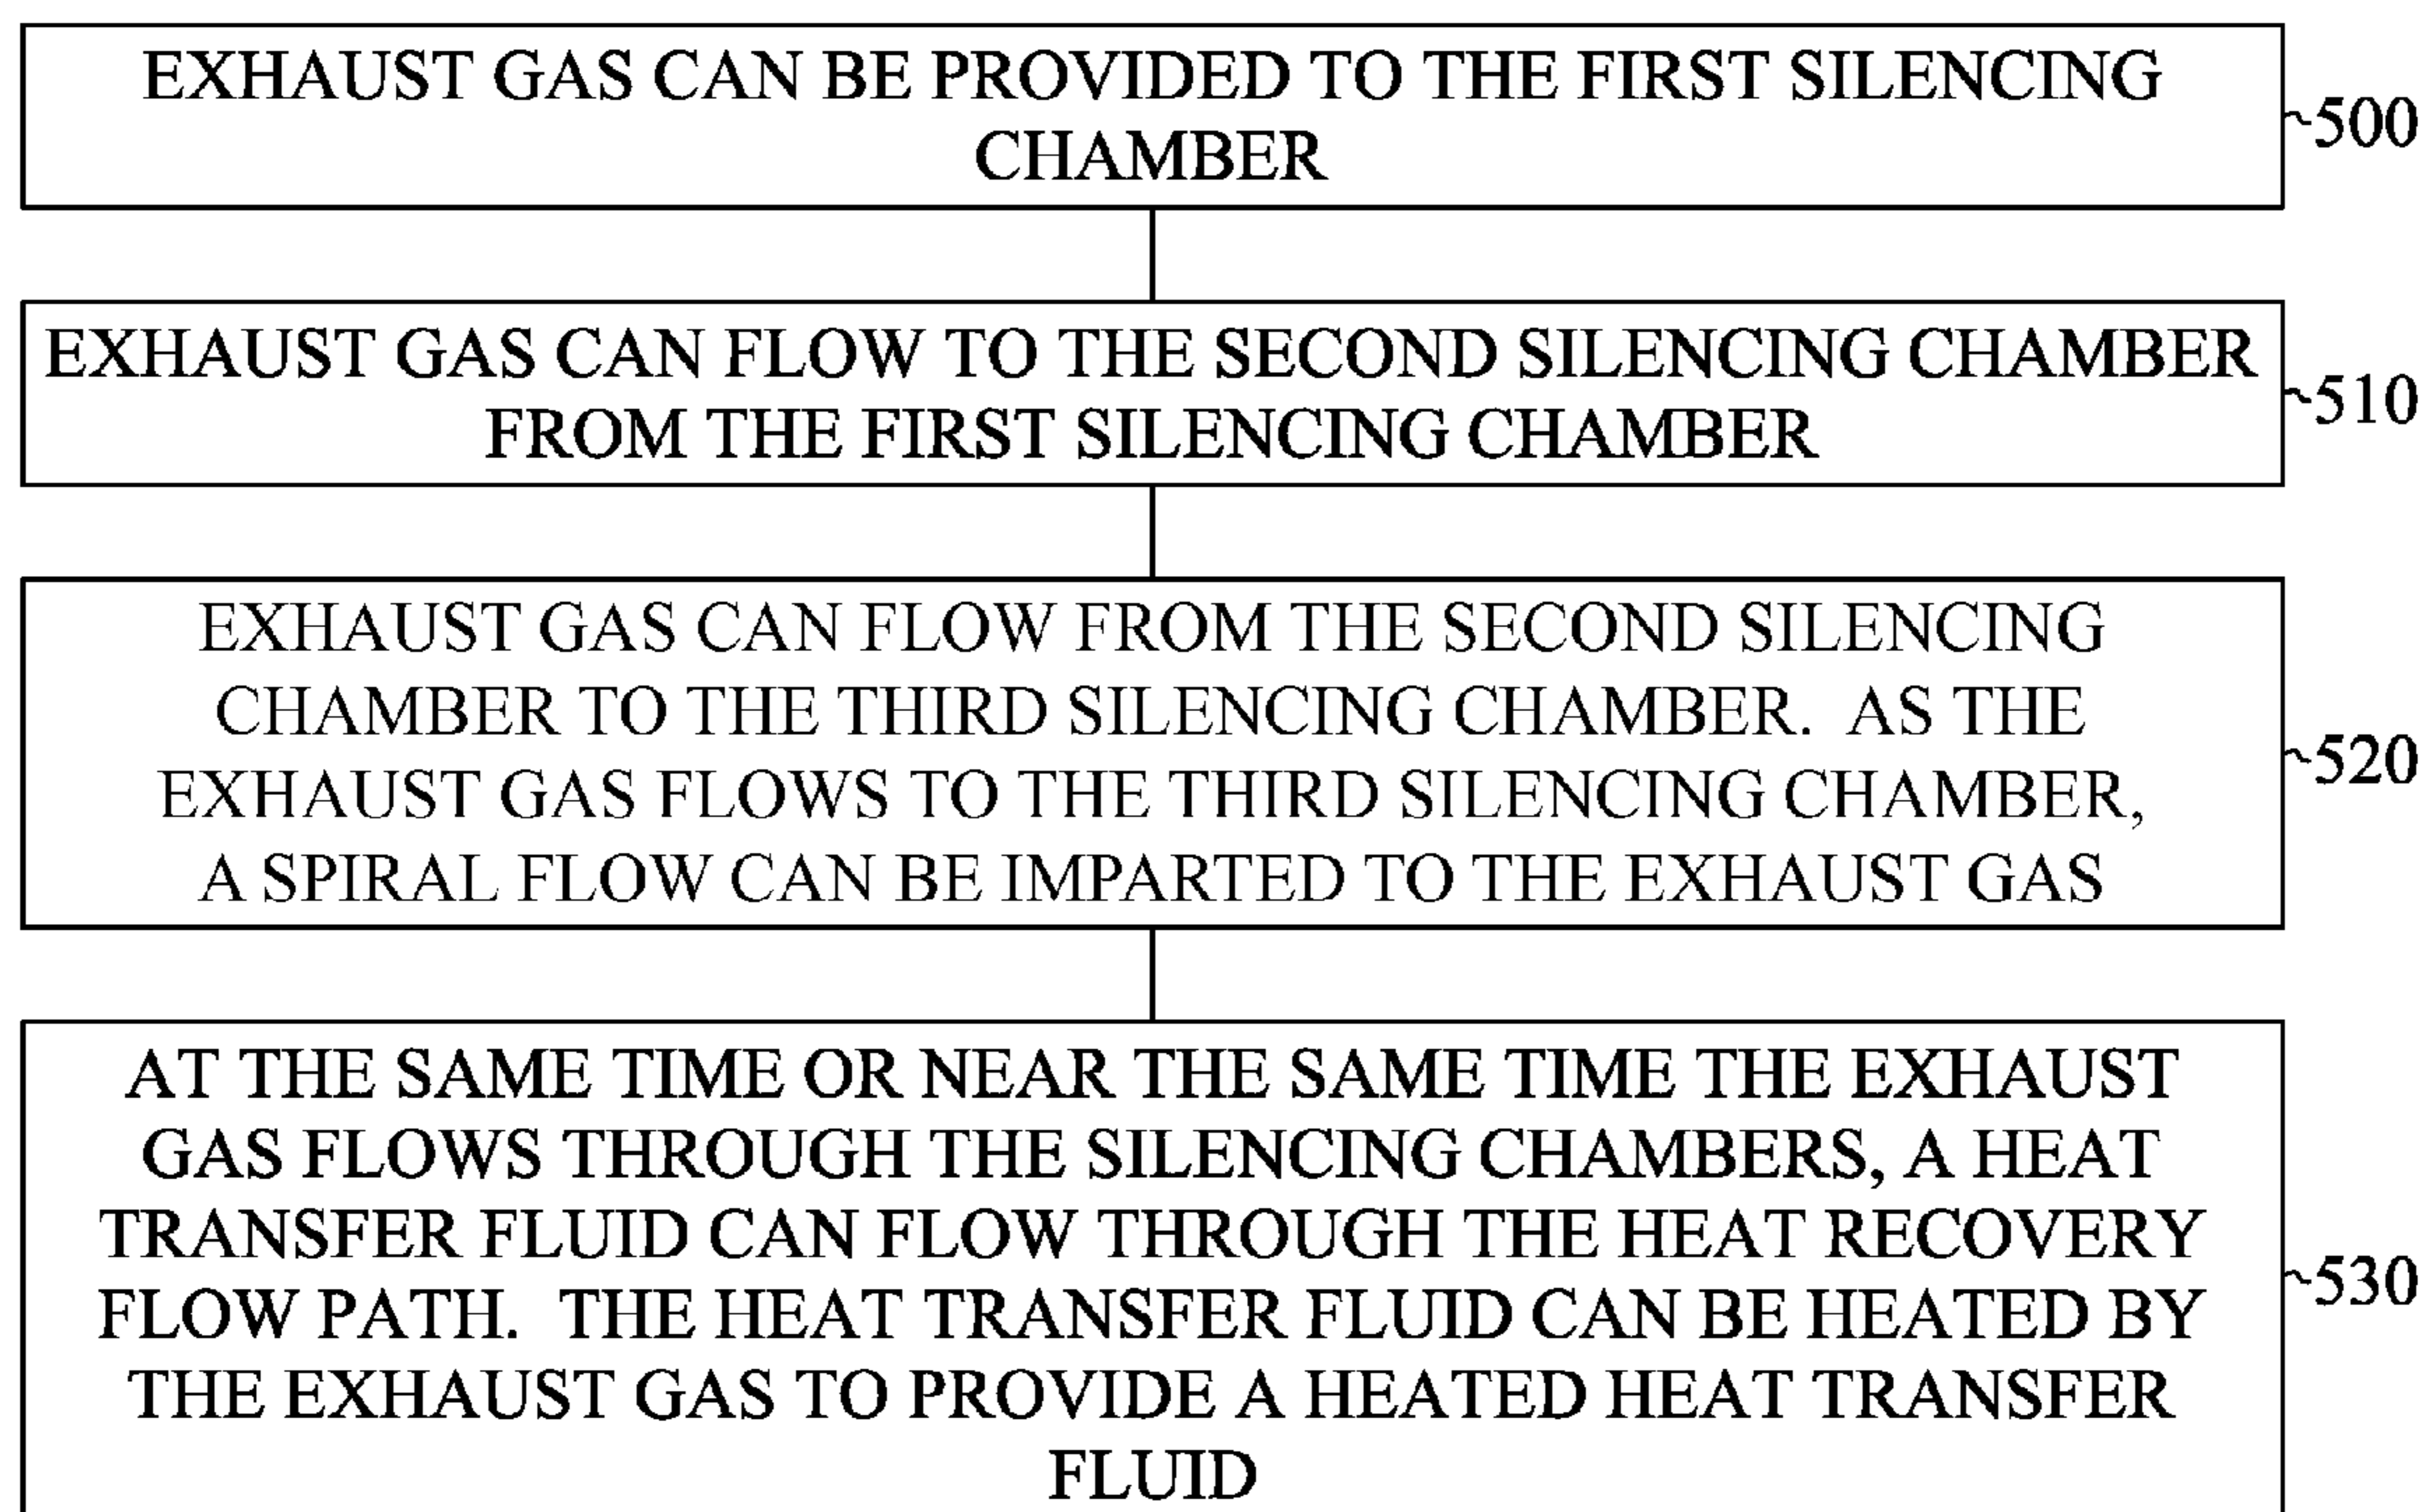 EXHAUST GAS CAN BE PROVIDED TO THE FIRST SILENCING
CHAMBER
~500
EXHAUST GAS CAN FLOW TO THE SECOND SILENCING CHAMBER
FROM THE FIRST SILENCING CHAMBER
~510
EXHAUST GAS CAN FLOW FROM THE SECOND SILENCING
CHAMBER TO THE THIRD SILENCING CHAMBER. AS THE
EXHAUST GAS FLOWS TO THE THIRD SILENCING CHAMBER,
A SPIRAL FLOW CAN BE IMPARTED TO THE EXHAUST GAS
~520
AT THE SAME TIME OR NEAR THE SAME TIME THE EXHAUST
GAS FLOWS THROUGH THE SILENCING CHAMBERS, A HEAT
TRANSFER FLUID CAN FLOW THROUGH THE HEAT RECOVERY
FLOW PATH. THE HEAT TRANSFER FLUID CAN BE HEATED BY
THE EXHAUST GAS TO PROVIDE A HEATED HEAT TRANSFER
FLUID
~530